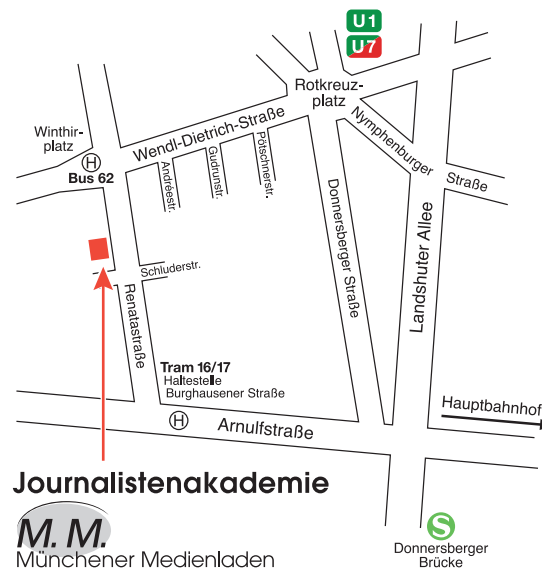 U1
U7
Rotkreuz-
platz
Winthir-
platz
H
Bus 62
Wendl-Dietrich-Straße
Andréestr.
Gudrunstr.
Pötschnerstr.
Nymphenburger
Straße
Donnersberger Straße
Landshuter Allee
Schluderstr.
Renatastraße
Tram 16/17
Haltestelle
Burghausener Straße
H
Arnulfstraße
Hauptbahnhof
Journalistenakademie
M. M.
Münchener Medienladen
S
Donnersberger
Brücke